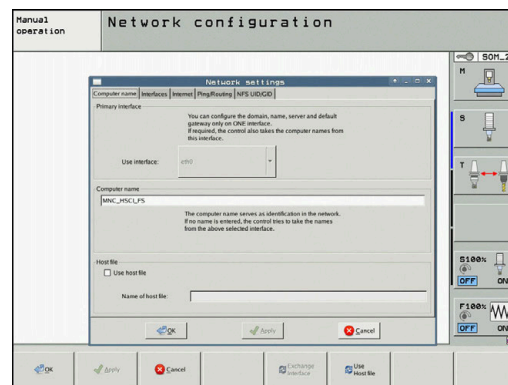 Manual
operation
Network configuration
SOM_2
Network settings
Computer name Interfaces Internet Ping/Routing NFS UID/GID
Primary interface
You can configure the domain, name, server and default
gateway only on ONE interface.
If required, the control also takes the computer names from
this interface.
Use interface: eth0
Computer name
MNC_HSCI_FS
The computer name serves as identification in the network.
If no name is entered, the control tries to take the names
from the above selected interface.
Host file
Use host file
Name of host file:
OK Apply Cancel
M
S
T
S100%
OFF ON
F100%
OFF ON
OK Apply Cancel Exchange
interface Use
Host file